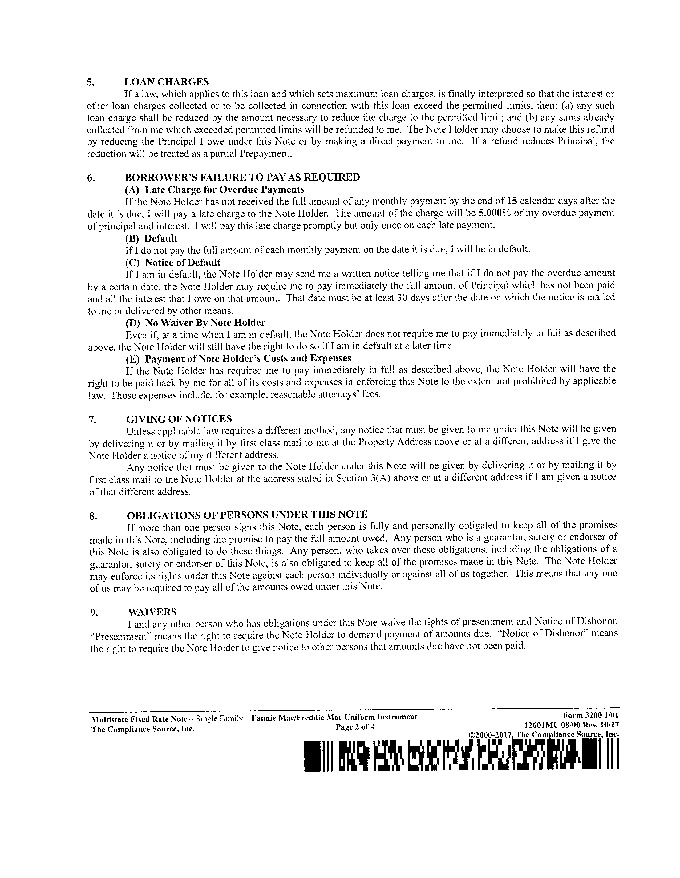 5. LOAN CHARGES
If a law, which applies to this loan and which sets maximum loan charges, is finally interpreted so that the interest or
other loan charges collected or to be collected in connection with this loan exceed the permitted limits, then: (a) any such
loan charge shall be reduced by the amount necessary to reduce the charge to the permitted limit; and (b) any sums already
collected from me which exceeded permitted limits will be refunded to me. The Note Holder may choose to make this refund
by reducing the Principal I owe under this Note or by making a direct payment to me. If a refund reduces Principal, the
reduction will be treated as a partial Prepayment.
6. BORROWER'S FAILURE TO PAY AS REQUIRED
(A) Late Charge for Overdue Payments
If the Note Holder has not received the full amount of any monthly payment by the end of 15 calendar days after the
date it is due, I will pay a late charge to the Note Holder. The amount of the charge will be 5.000% of my overdue payment
of principal and interest. I will pay this late charge promptly but only once on each late payment.
(B) Default
If I do not pay the full amount of each monthly payment on the date it is due, I will be in default.
(C) Notice of Default
If I am in default, the Note Holder may send me a written notice telling me that if I do not pay the overdue amount
by a certain date, the Note Holder may require me to pay immediately the full amount of Principal which has not been paid
and all the interest that I owe on that amount. That date must be at least 30 days after the date on which the notice is mailed
to me or delivered by other means.
(D) No Waiver By Note Holder
Even if, at a time when I am in default, the Note Holder does not require me to pay immediately in full as described
above, the Note Holder will still have the right to do so if I am in default at a later time.
(E) Payment of Note Holder's Costs and Expenses
If the Note Holder has required me to pay immediately in full as described above, the Note Holder will have the
right to be paid back by me for all of its costs and expenses in enforcing this Note to the extent not prohibited by applicable
law. Those expenses include, for example, reasonable attorneys' fees.
7. GIVING OF NOTICES
Unless applicable law requires a different method, any notice that must be given to me under this Note will be given
by delivering it or by mailing it by first class mail to me at the Property Address above or at a different address if I give the
Note Holder a notice of my different address.
Any notice that must be given to the Note Holder under this Note will be given by delivering it or by mailing it by
first class mail to the Note Holder at the address stated in Section 3(A) above or at a different address if I am given a notice
of that different address.
8. OBLIGATIONS OF PERSONS UNDER THIS NOTE
If more than one person signs this Note, each person is fully and personally obligated to keep all of the promises
made in this Note, including the promise to pay the full amount owed. Any person who is a guarantor, surety or endorser of
this Note is also obligated to do these things. Any person who takes over these obligations, including the obligations of a
guarantor, surety or endorser of this Note, is also obligated to keep all of the promises made in this Note. The Note Holder
may enforce its rights under this Note against each person individually or against all of us together. This means that any one
of us may be required to pay all of the amounts owed under this Note.
9. WAIVERS
I and any other person who has obligations under this Note waive the rights of presentment and Notice of Dishonor.
"Presentment" means the right to require the Note Holder to demand payment of amounts due. "Notice of Dishonor" means
the right to require the Note Holder to give notice to other persons that amounts due have not been paid.
Multistate Fixed Rate Note -- Single Family -- Fannie Mae/Freddie Mac Uniform Instrument Form 3200 1/01
The Compliance Source, Inc. Page 2 of 4 12601MU 08/00 Rev.
©2000-2017, The Compliance Source, Inc.